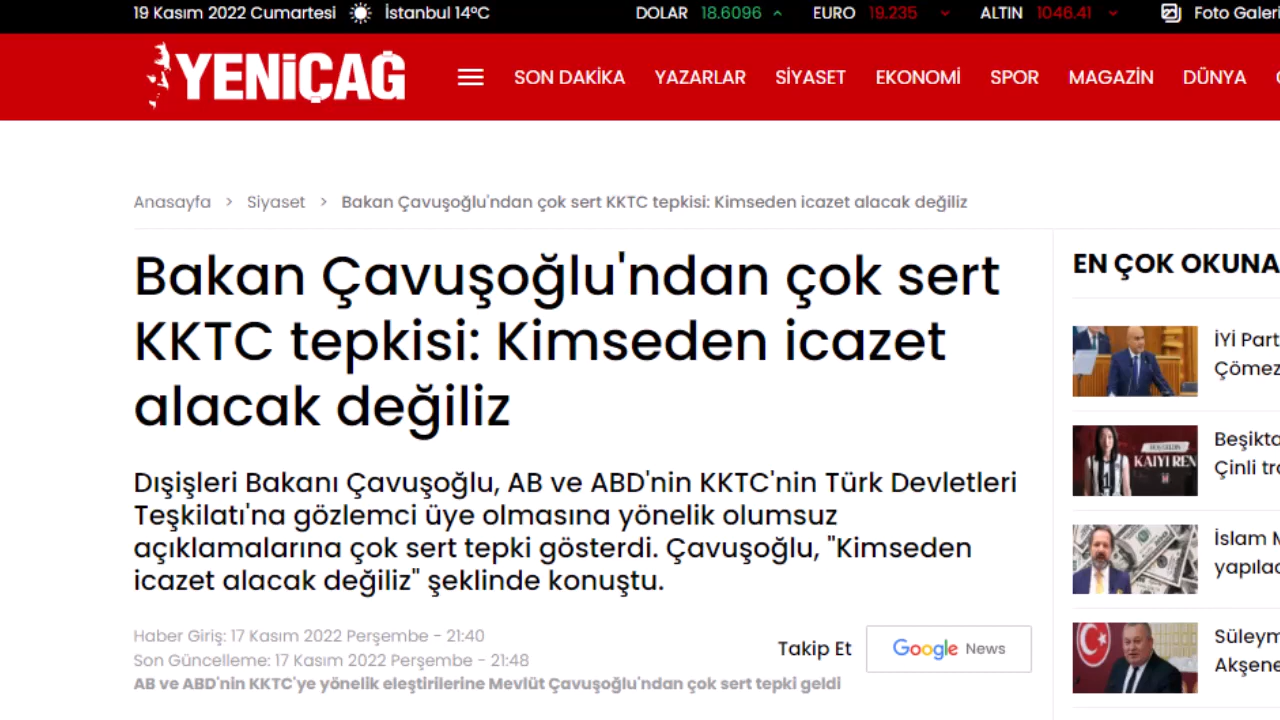 19 Kasım 2022 Cumartesi İstanbul 14°C DOLAR 18.6096 EURO 19.235 ALTIN 1046.41 Foto Galeri
YENİÇAĞ SON DAKİKA YAZARLAR SİYASET EKONOMİ SPOR MAGAZİN DÜNYA
Anasayfa > Siyaset > Bakan Çavuşoğlu'ndan çok sert KKTC tepkisi: Kimseden icazet alacak değiliz
Bakan Çavuşoğlu'ndan çok sert
KKTC tepkisi: Kimseden icazet
alacak değiliz
Dışişleri Bakanı Çavuşoğlu, AB ve ABD'nin KKTC'nin Türk Devletleri
Teşkilatı'na gözlemci üye olmasına yönelik olumsuz
açıklamalarına çok sert tepki gösterdi. Çavuşoğlu, "Kimseden
icazet alacak değiliz" şeklinde konuştu.
Haber Giriş: 17 Kasım 2022 Perşembe - 21:40
Son Güncelleme: 17 Kasım 2022 Perşembe - 21:48
Takip Et Google News
AB ve ABD'nin KKTC'ye yönelik eleştirilerine Mevlüt Çavuşoğlu'ndan çok sert tepki geldi
EN ÇOK OKUNA
İYİ Part
Çömez
KAIYI REN
Beşikta
Çinli tra
İslam M
yapılac
Süleym
Akşene